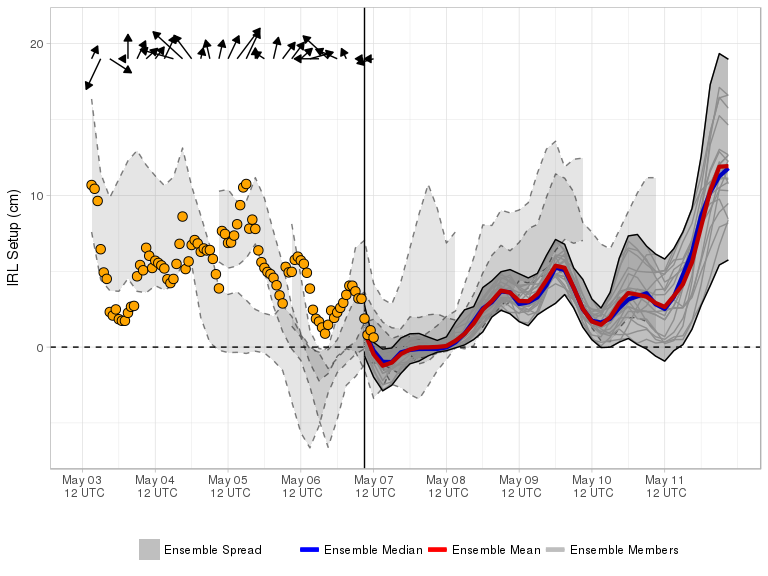 20
10
0
IRL Setup (cm)
May 03 May 04 May 05 May 06 May 07 May 08 May 09 May 10 May 11
12 UTC 12 UTC 12 UTC 12 UTC 12 UTC 12 UTC 12 UTC 12 UTC 12 UTC
Ensemble Spread Ensemble Median Ensemble Mean Ensemble Members